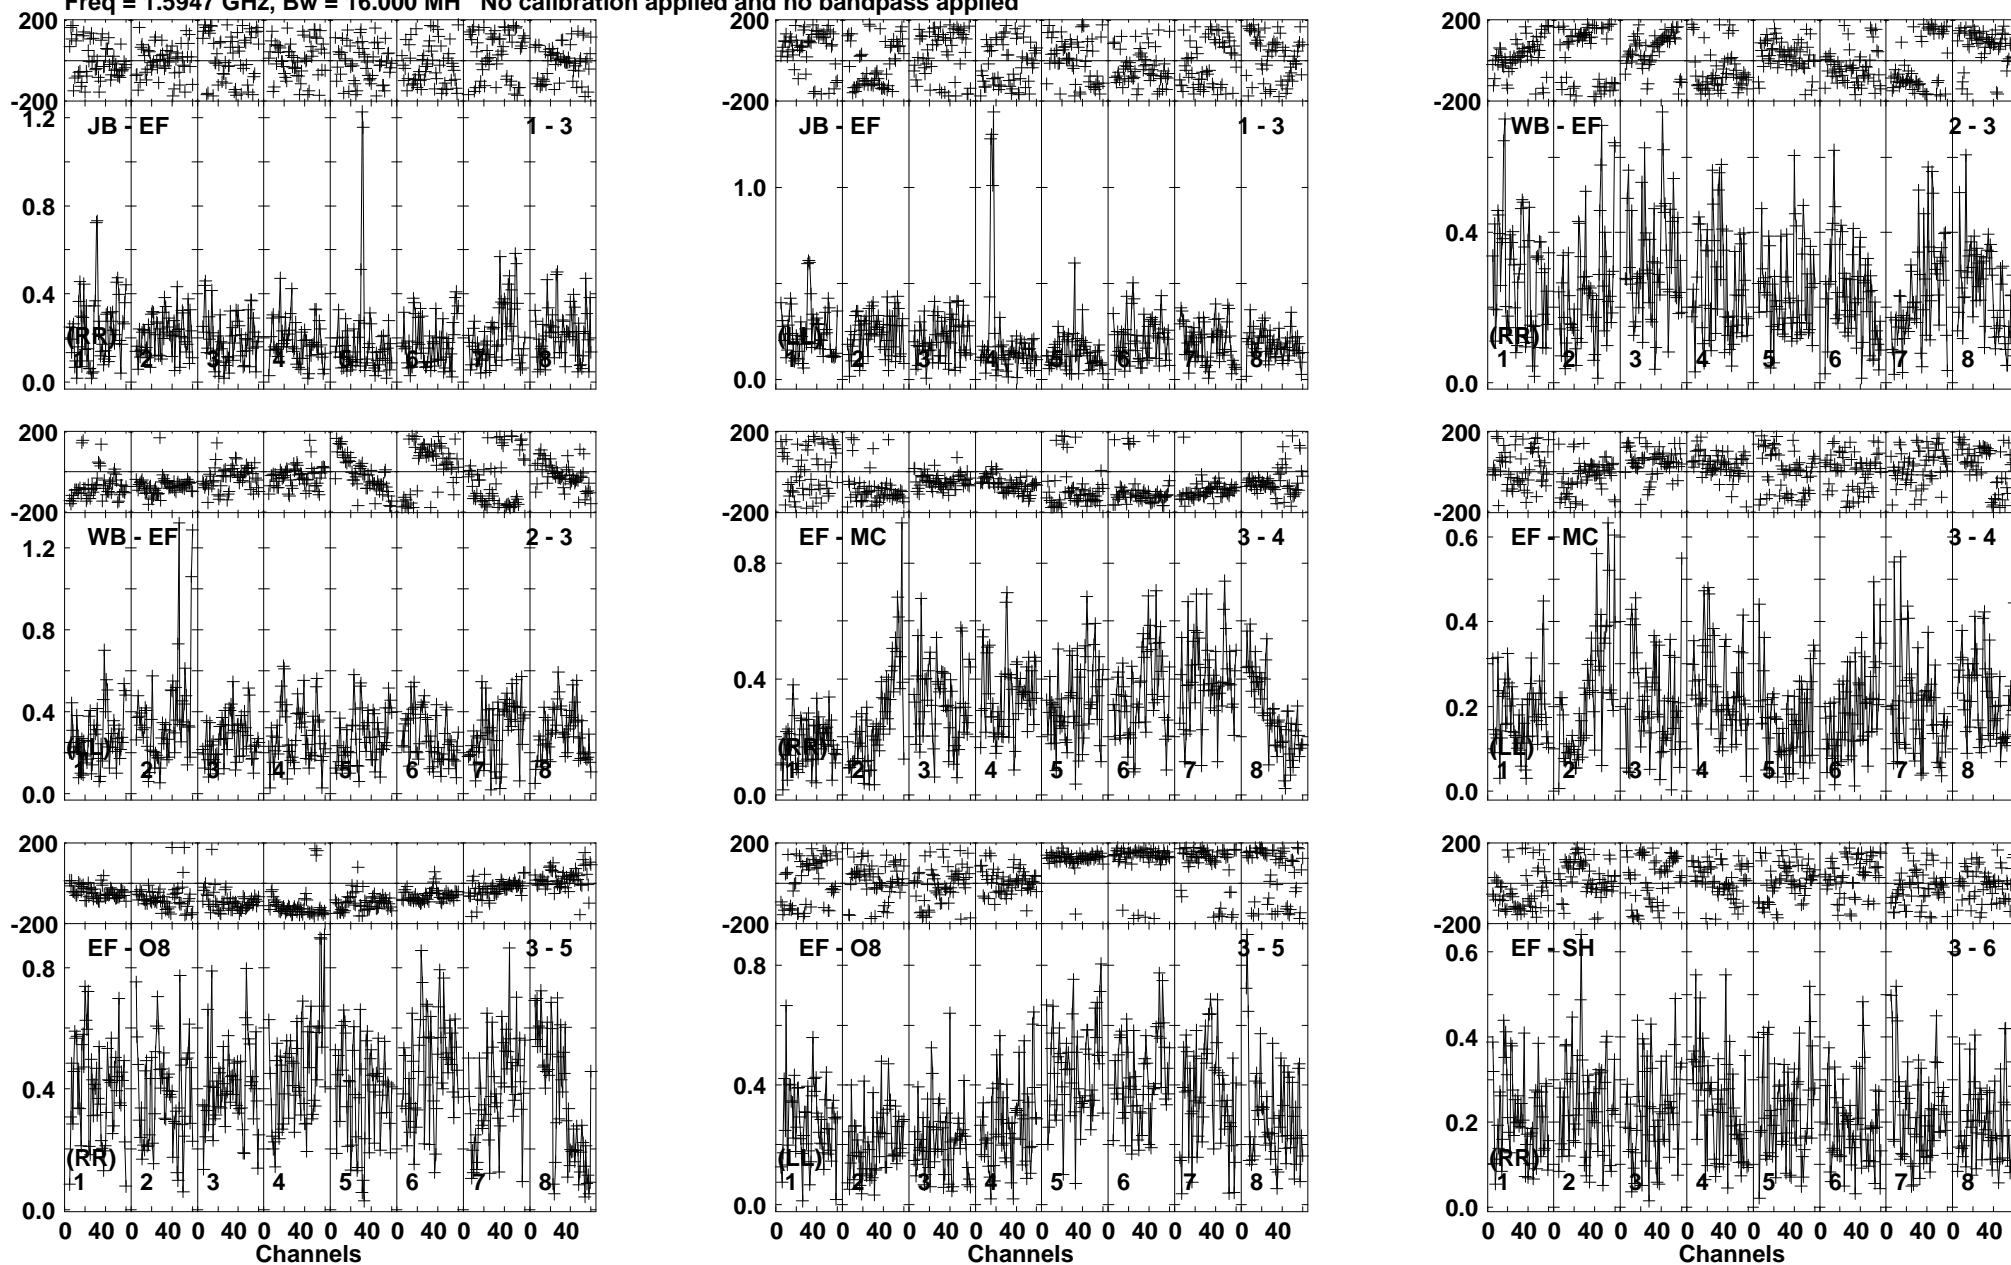 Freq = 1.5947 GHz, Bw = 16.000 MH No calibration applied and no bandpass applied
200
-200
1.2
0.8
0.4
0.0
JB - EF 1 - 3
(RR)
1 2 3 4 5 6 7 8
200
-200
1.0
0.0
JB - EF 1 - 3
(LL)
1 2 3 4 5 6 7 8
200
-200
0.4
0.0
WB - EF 2 - 3
(RR)
1 2 3 4 5 6 7 8
200
-200
1.2
0.8
0.4
0.0
WB - EF 2 - 3
(LL)
1 2 3 4 5 6 7 8
200
-200
0.8
0.4
0.0
EF - MC 3 - 4
(RR)
1 2 3 4 5 6 7 8
200
-200
0.6
0.4
0.2
0.0
EF - MC 3 - 4
(LL)
1 2 3 4 5 6 7 8
200
-200
0.8
0.4
0.0
EF - O8 3 - 5
(RR)
1 2 3 4 5 6 7 8
0 40 0 40 0 40 0 40 0 40 0 40 0 40 0 40
Channels
200
-200
0.8
0.4
0.0
EF - O8 3 - 5
(LL)
1 2 3 4 5 6 7 8
0 40 0 40 0 40 0 40 0 40 0 40 0 40 0 40
Channels
200
-200
0.6
0.4
0.2
0.0
EF - SH 3 - 6
(RR)
1 2 3 4 5 6 7 8
0 40 0 40 0 40 0 40 0 40 0 40 0 40 0 40
Channels